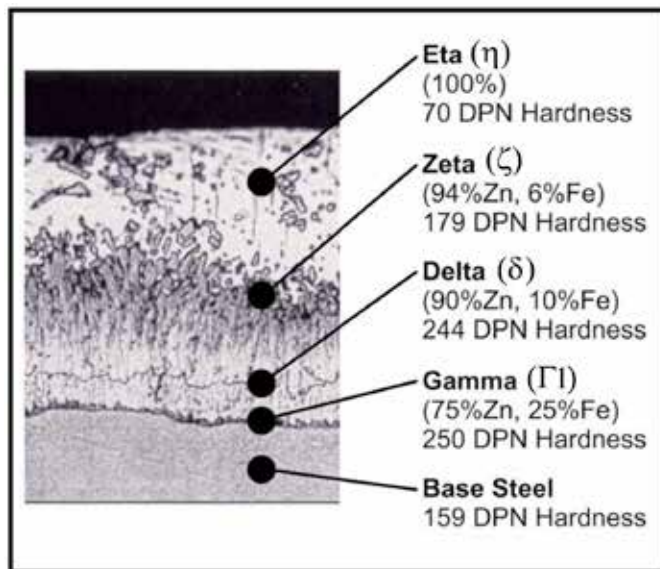 Eta (η)
(100%)
70 DPN Hardness
Zeta (ζ)
(94%Zn, 6%Fe)
179 DPN Hardness
Delta (δ)
(90%Zn, 10%Fe)
244 DPN Hardness
Gamma (Γl)
(75%Zn, 25%Fe)
250 DPN Hardness
Base Steel
159 DPN Hardness